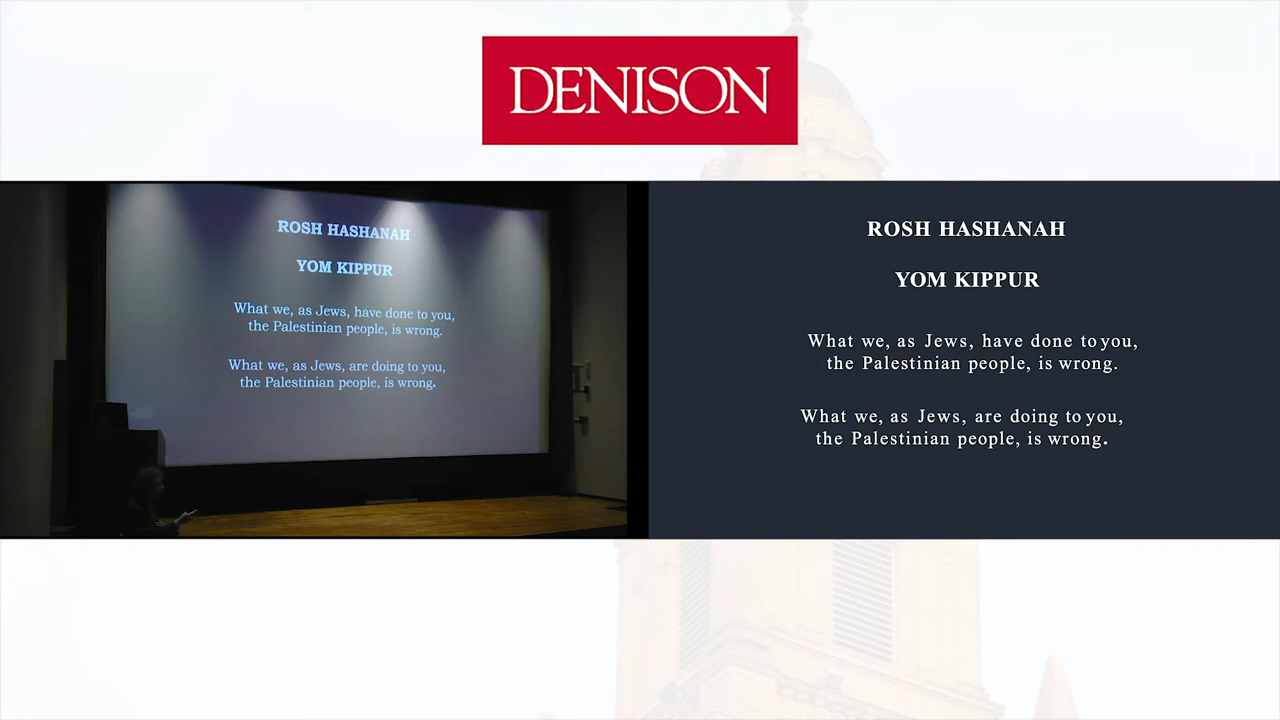 DENISON
ROSH HASHANAH
YOM KIPPUR
What we, as Jews, have done to you,
the Palestinian people, is wrong.
What we, as Jews, are doing to you,
the Palestinian people, is wrong.
ROSH HASHANAH
YOM KIPPUR
What we, as Jews, have done to you,
the Palestinian people, is wrong.
What we, as Jews, are doing to you,
the Palestinian people, is wrong.